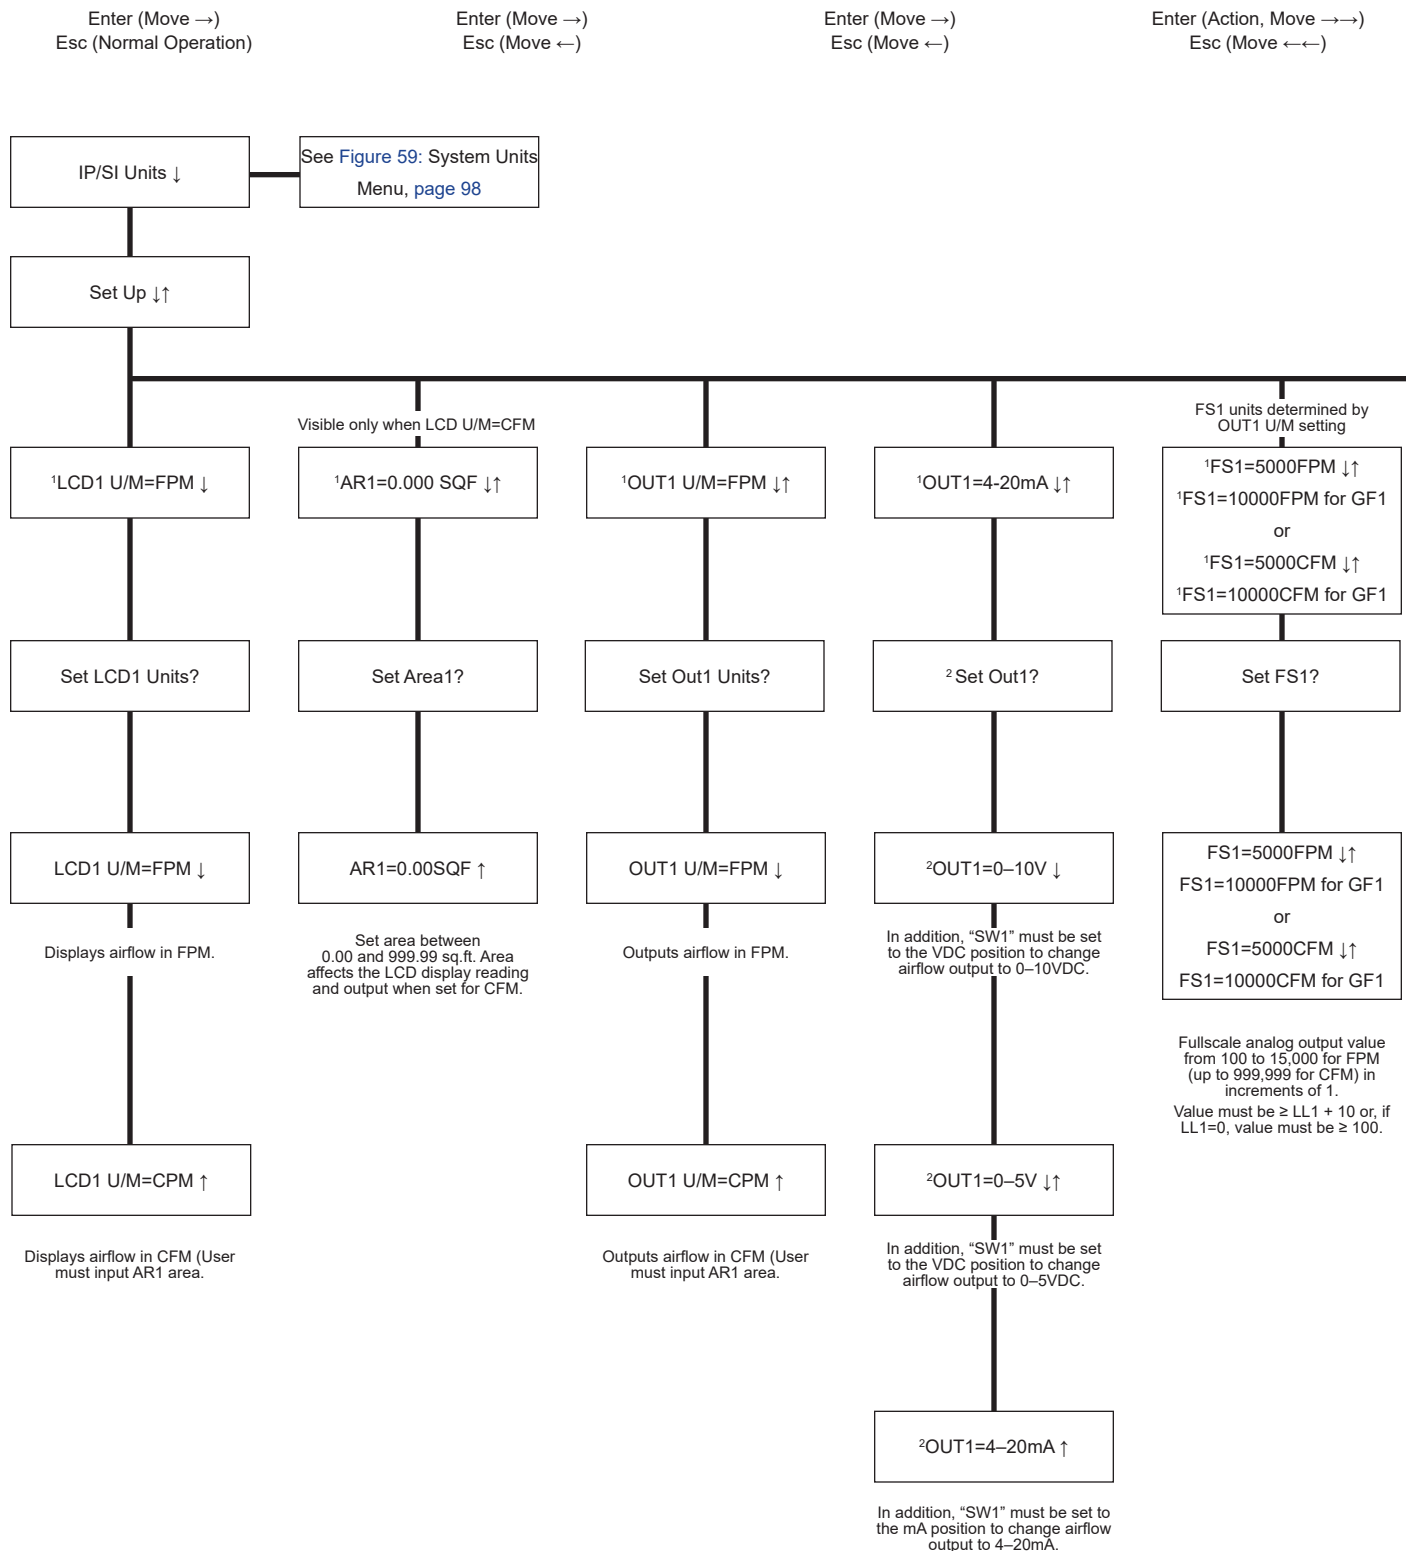 Enter (Move →)
Esc (Normal Operation)
Enter (Move →)
Esc (Move ←)
Enter (Move →)
Esc (Move ←)
Enter (Action, Move →→)
Esc (Move ←←)
IP/SI Units ↓
See Figure 59: System Units
Menu, page 98
Set Up ↓↑
¹LCD1 U/M=FPM ↓
Set LCD1 Units?
LCD1 U/M=FPM ↓
Displays airflow in FPM.
LCD1 U/M=CPM ↑
Displays airflow in CFM (User
must input AR1 area.
Visible only when LCD U/M=CFM
¹AR1=0.000 SQF ↓↑
Set Area1?
AR1=0.00SQF ↑
Set area between
0.00 and 999.99 sq.ft. Area
affects the LCD display reading
and output when set for CFM.
¹OUT1 U/M=FPM ↓↑
Set Out1 Units?
OUT1 U/M=FPM ↓
Outputs airflow in FPM.
OUT1 U/M=CPM ↑
Outputs airflow in CFM (User
must input AR1 area.
¹OUT1=4-20mA ↓↑
² Set Out1?
²OUT1=0–10V ↓
In addition, “SW1” must be set
to the VDC position to change
airflow output to 0–10VDC.
²OUT1=0–5V ↓↑
In addition, “SW1” must be set
to the VDC position to change
airflow output to 0–5VDC.
²OUT1=4–20mA ↑
In addition, “SW1” must be set to
the mA position to change airflow
output to 4–20mA.
FS1 units determined by
OUT1 U/M setting
¹FS1=5000FPM ↓↑
¹FS1=10000FPM for GF1
or
¹FS1=5000CFM ↓↑
¹FS1=10000CFM for GF1
Set FS1?
FS1=5000FPM ↓↑
FS1=10000FPM for GF1
or
FS1=5000CFM ↓↑
FS1=10000CFM for GF1
Fullscale analog output value
from 100 to 15,000 for FPM
(up to 999,999 for CFM) in
increments of 1.
Value must be ≥ LL1 + 10 or, if
LL1=0, value must be ≥ 100.